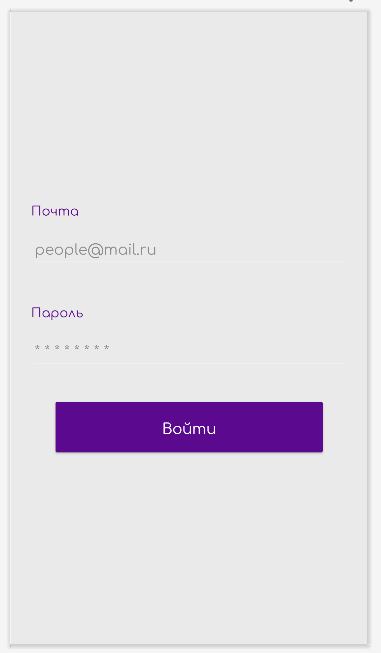 Почта
people@mail.ru
Пароль
* * * * * * * *
Войти